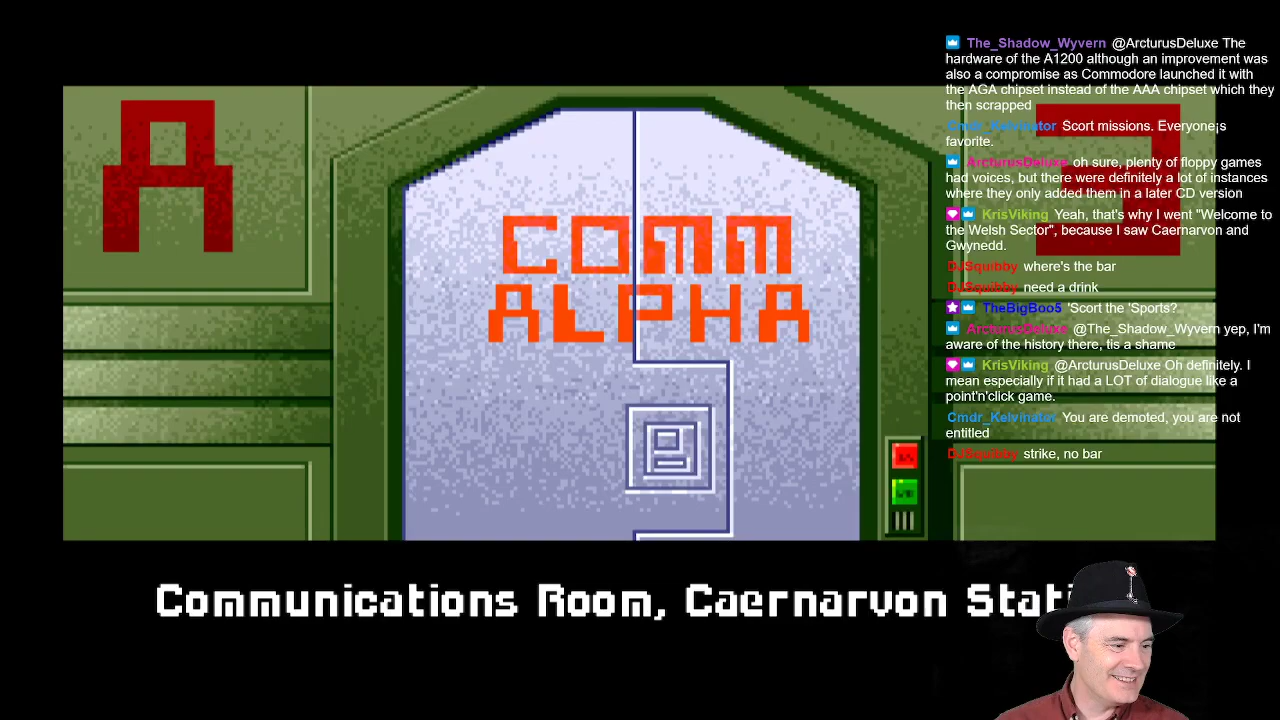 A
COMM
ALPHA
Communications Room, Caernarvon Stati
The_Shadow_Wyvern @ArcturusDeluxe The
hardware of the A1200 although an improvement was
also a compromise as Commodore launched it with
the AGA chipset instead of the AAA chipset which they
then scrapped
Cmdr_Kelvinator Scort missions. Everyone¡s
favorite.
ArcturusDeluxe oh sure, plenty of floppy games
had voices, but there were definitely a lot of instances
where they only added them in a later CD version
KrisViking Yeah, that's why I went "Welcome to
the Welsh Sector", because I saw Caernarvon and
Gwynedd.
DJSquibby where's the bar
DJSquibby need a drink
TheBigBoo5 'Scort the 'Sports?
ArcturusDeluxe @The_Shadow_Wyvern yep, I'm
aware of the history there, tis a shame
KrisViking @ArcturusDeluxe Oh definitely. I
mean especially if it had a LOT of dialogue like a
point'n'click game.
Cmdr_Kelvinator You are demoted, you are not
entitled
DJSquibby strike, no bar